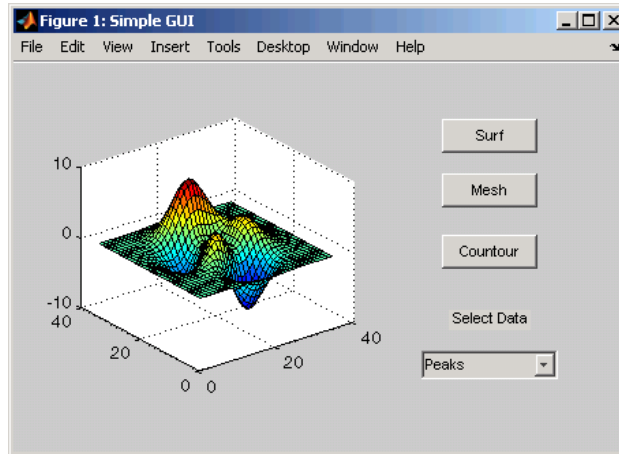 Figure 1: Simple GUI
File Edit View Insert Tools Desktop Window Help
10
0
-10
40
20
0
0
20
40
Surf
Mesh
Countour
Select Data
Peaks